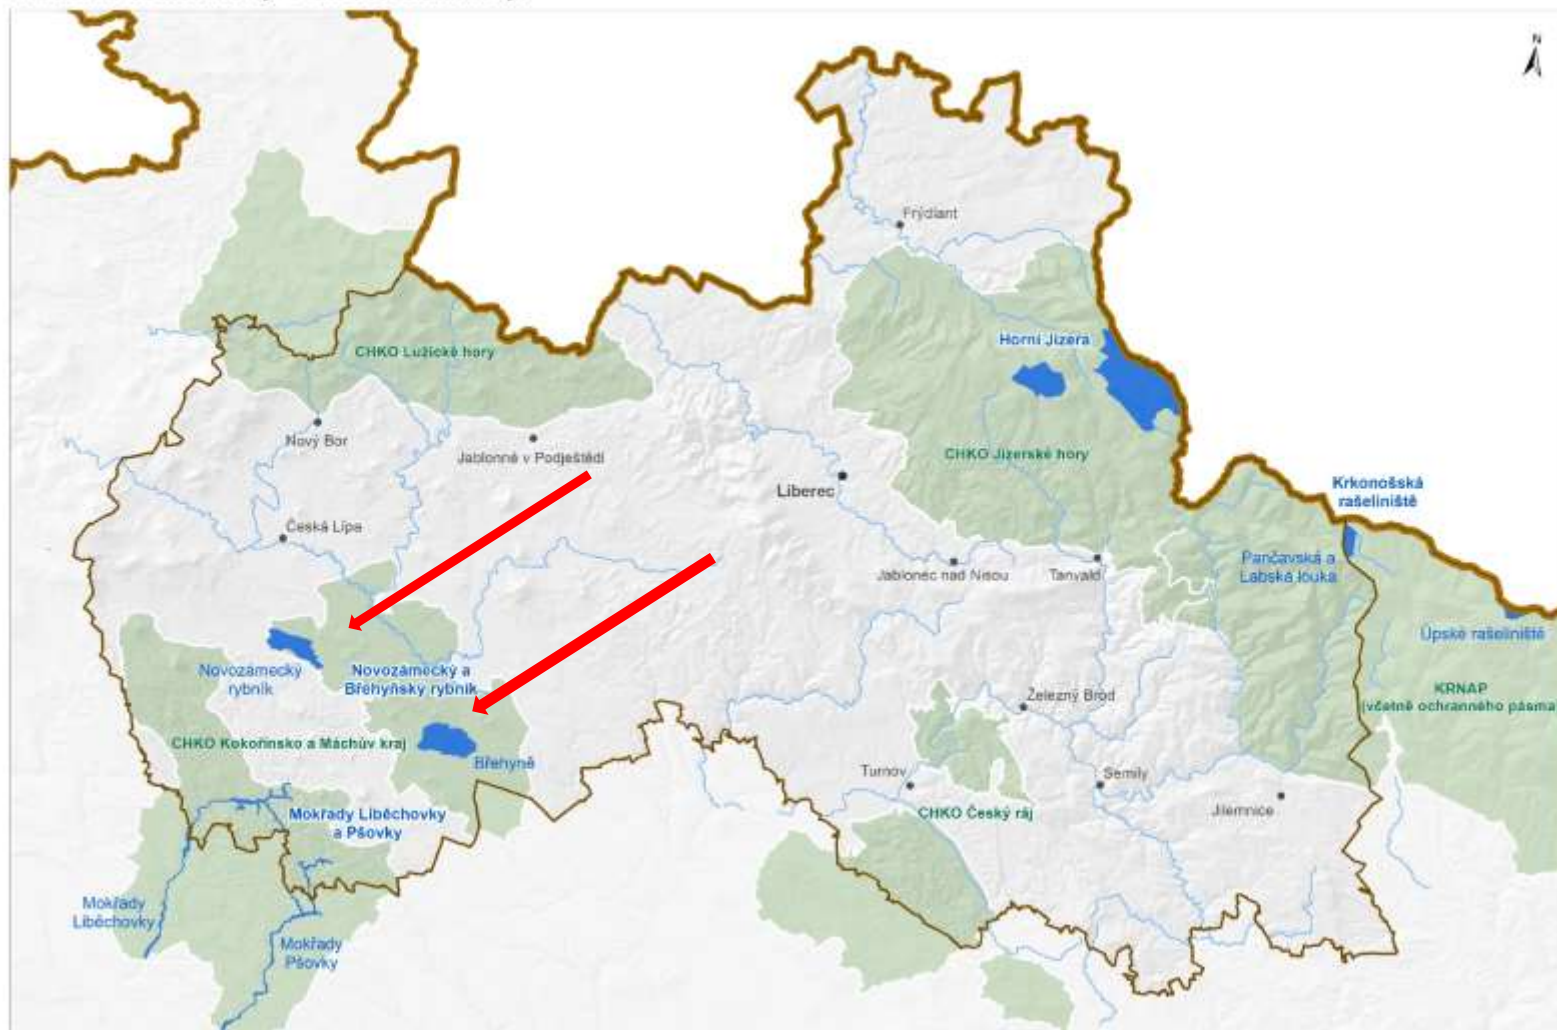 N
Frýdlant
Horní Jizera
CHKO Lužické hory
Nový Bor
Jablonné v Podještědí
CHKO Jizerské hory
Liberec
Krkonošská
rašeliniště
Česká Lípa
Pančavská a
Labská louka
Jablonec nad Nisou
Tanvald
Úpské rašeliniště
Novozámecký
rybník
Novozámecký a
Břehyňský rybník
KRNAP
(včetně ochranného pásma
Železný Brod
CHKO Kokořínsko a Máchův kraj
Břehyně
Turnov
Semily
CHKO Český ráj
Jilemnice
Mokřady Liběchovky
a Pšovky
Mokřady
Liběchovky
Mokřady
Pšovky